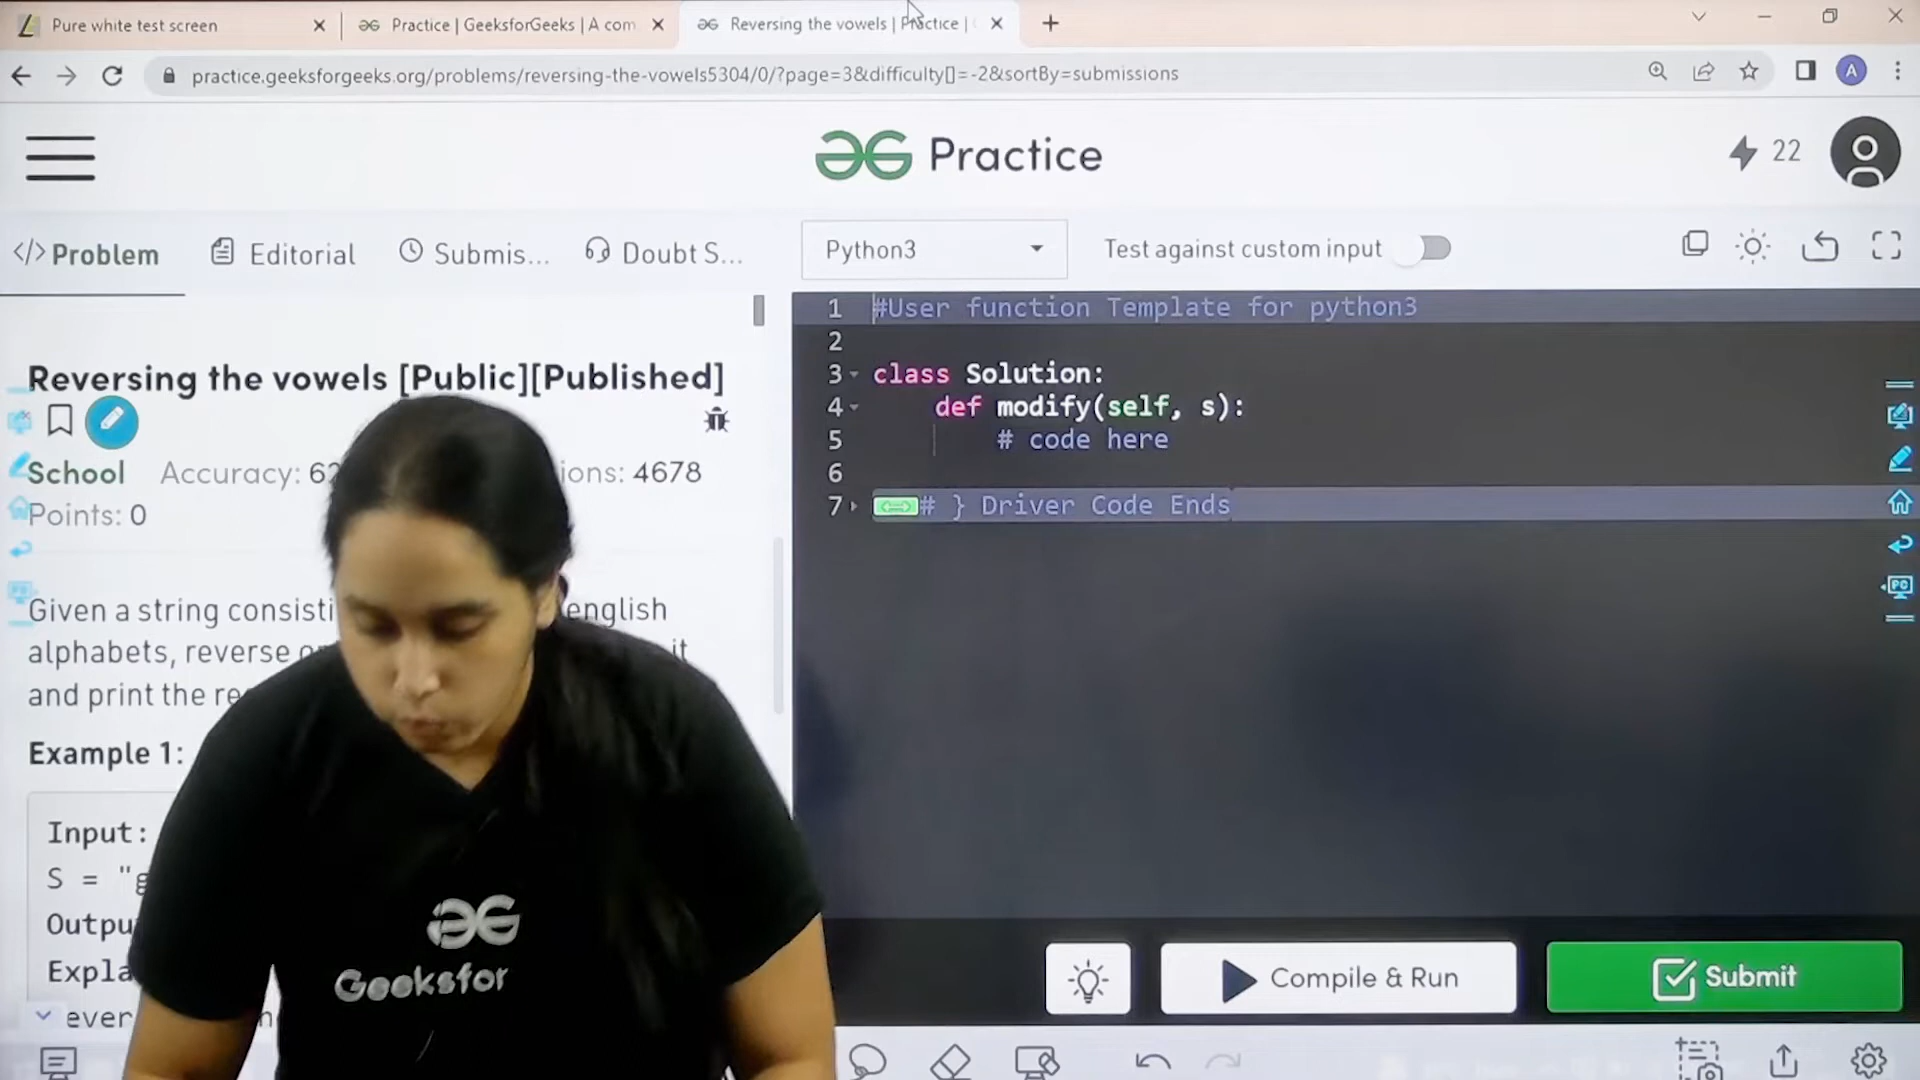 Pure white test screen
Practice | GeeksforGeeks | A com
Reversing the vowels | Practice |
practice.geeksforgeeks.org/problems/reversing-the-vowels5304/0/?page=3&difficulty[]=-2&sortBy=submissions
A
Practice
22
</> Problem
Editorial
Submis...
Doubt S...
Python3
Test against custom input
Reversing the vowels [Public][Published]
School Accuracy: 62 ions: 4678
Points: 0
Given a string consisti english
alphabets, reverse it
and print the re
Example 1:
Input:
S = "g
Outpu
Expla
ever
1 #User function Template for python3
2
3 class Solution:
4 def modify(self, s):
5 # code here
6
7 # } Driver Code Ends
PC
Geeksfor
Compile & Run
Submit